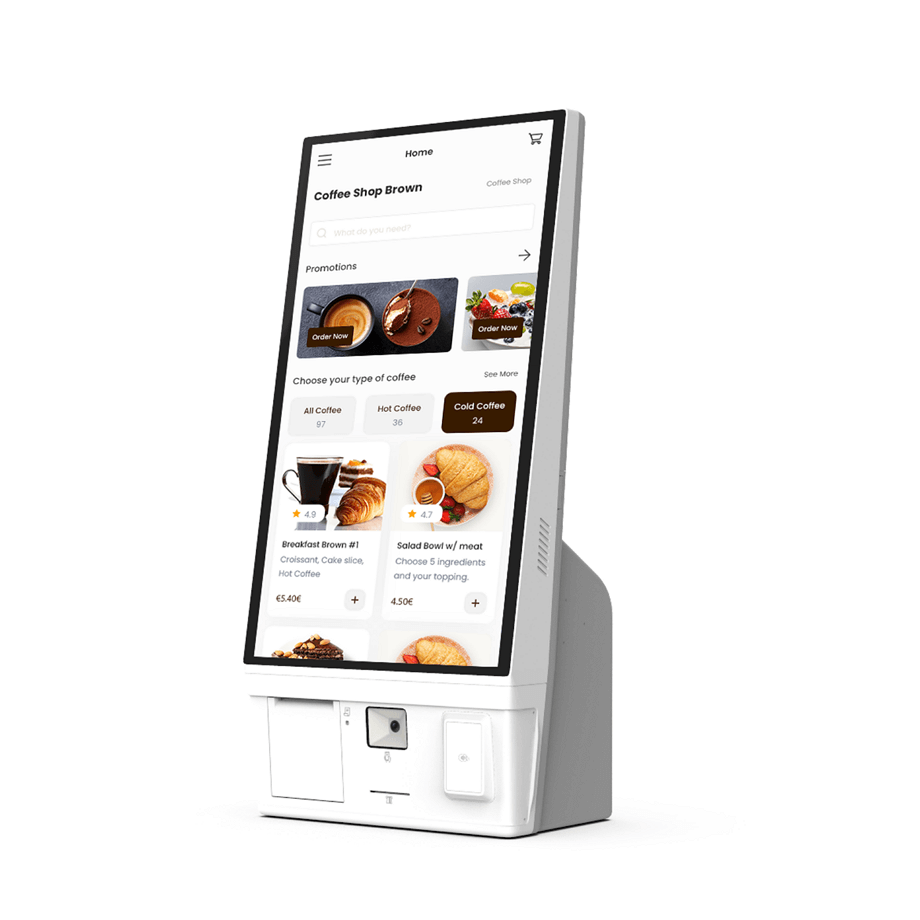 Home
Coffee Shop Brown
Coffee Shop
What do you need?
Promotions
Order Now
Order Now
Choose your type of coffee
See More
All Coffee
97
Hot Coffee
36
Cold Coffee
24
4.9
4.7
Breakfast Brown #1
Croissant, Cake slice,
Hot Coffee
€5.40€
Salad Bowl w/ meat
Choose 5 ingredients
and your topping.
4.50€